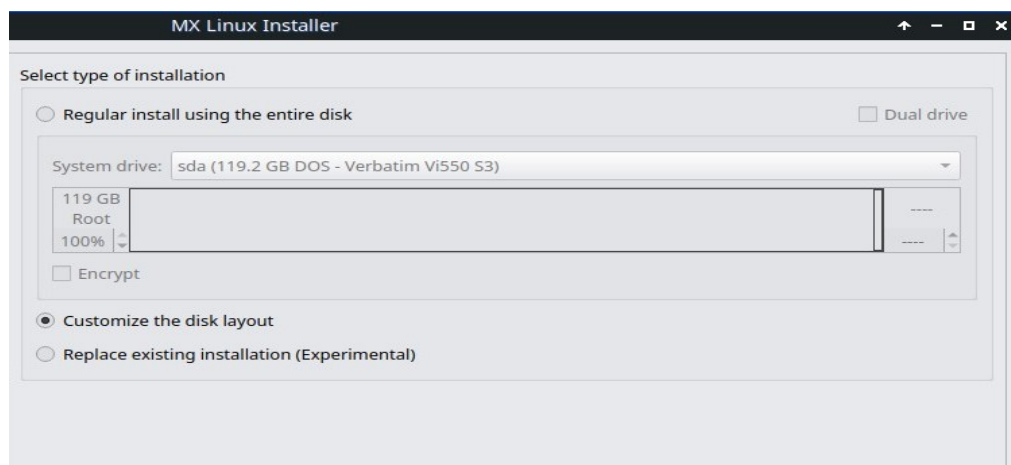 MX Linux Installer
Select type of installation
Regular install using the entire disk
Dual drive
System drive: sda (119.2 GB DOS - Verbatim Vi550 S3)
119 GB
Root
100%
----
----
Encrypt
Customize the disk layout
Replace existing installation (Experimental)